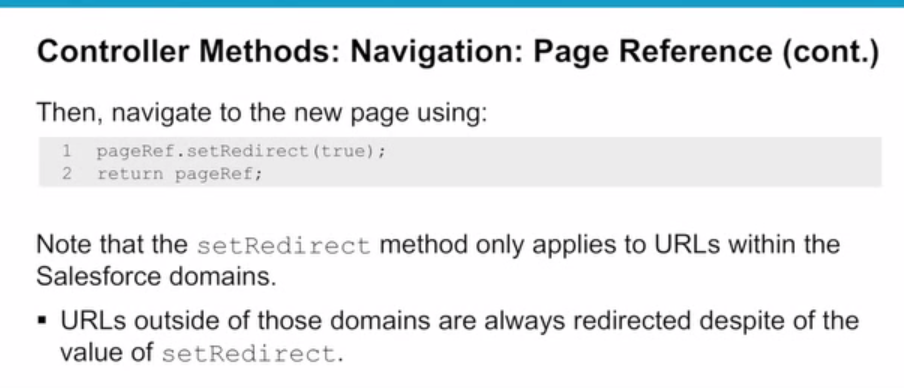 Controller Methods: Navigation: Page Reference (cont.)
Then, navigate to the new page using:
1 pageRef.setRedirect(true);
2 return pageRef;
Note that the setRedirect method only applies to URLs within the
Salesforce domains.
▪ URLs outside of those domains are always redirected despite of the
value of setRedirect.